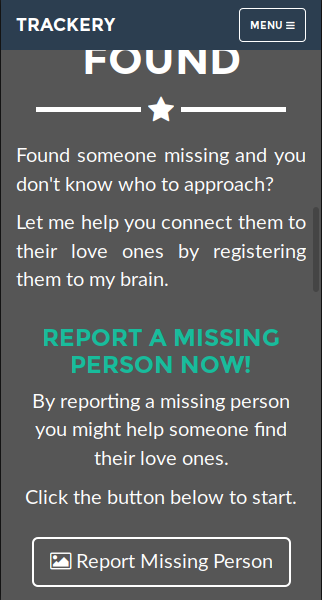 TRACKERY
MENU
FOUND
Found someone missing and you
don't know who to approach?
Let me help you connect them to
their love ones by registering
them to my brain.
REPORT A MISSING
PERSON NOW!
By reporting a missing person
you might help someone find
their love ones.
Click the button below to start.
Report Missing Person